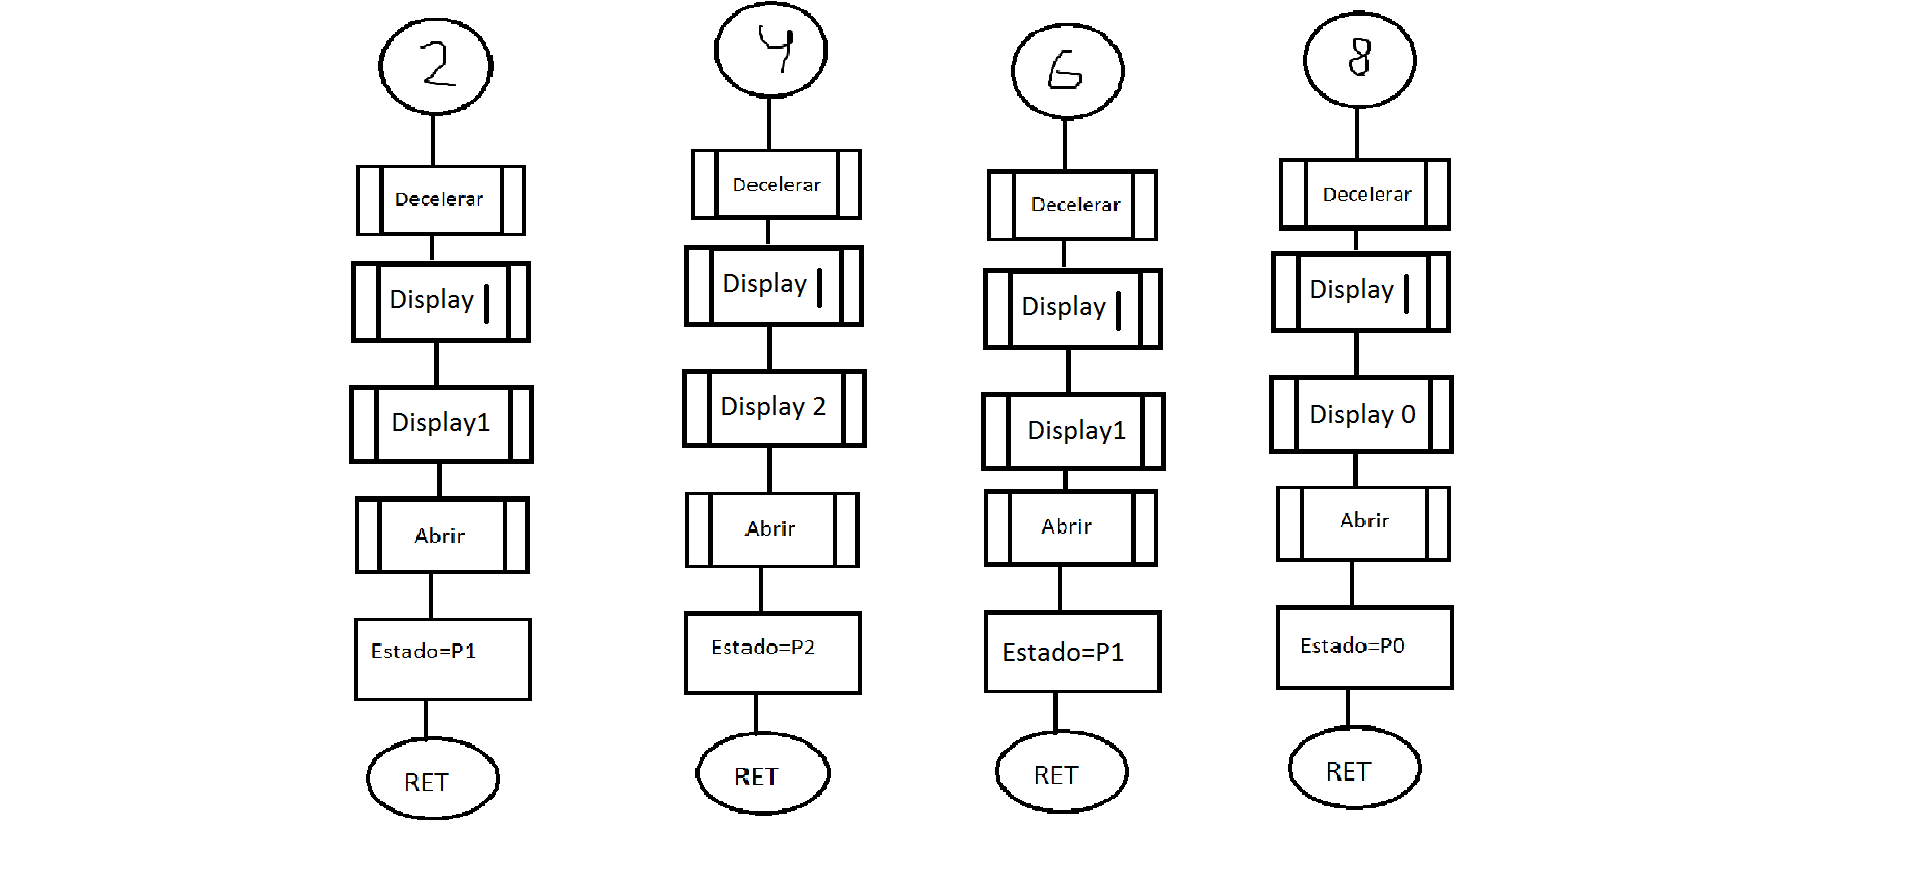 2
Decelerar
Display |
Display1
Abrir
Estado=P1
RET
4
Decelerar
Display |
Display 2
Abrir
Estado=P2
RET
6
Decelerar
Display |
Display1
Abrir
Estado=P1
RET
8
Decelerar
Display |
Display 0
Abrir
Estado=P0
RET